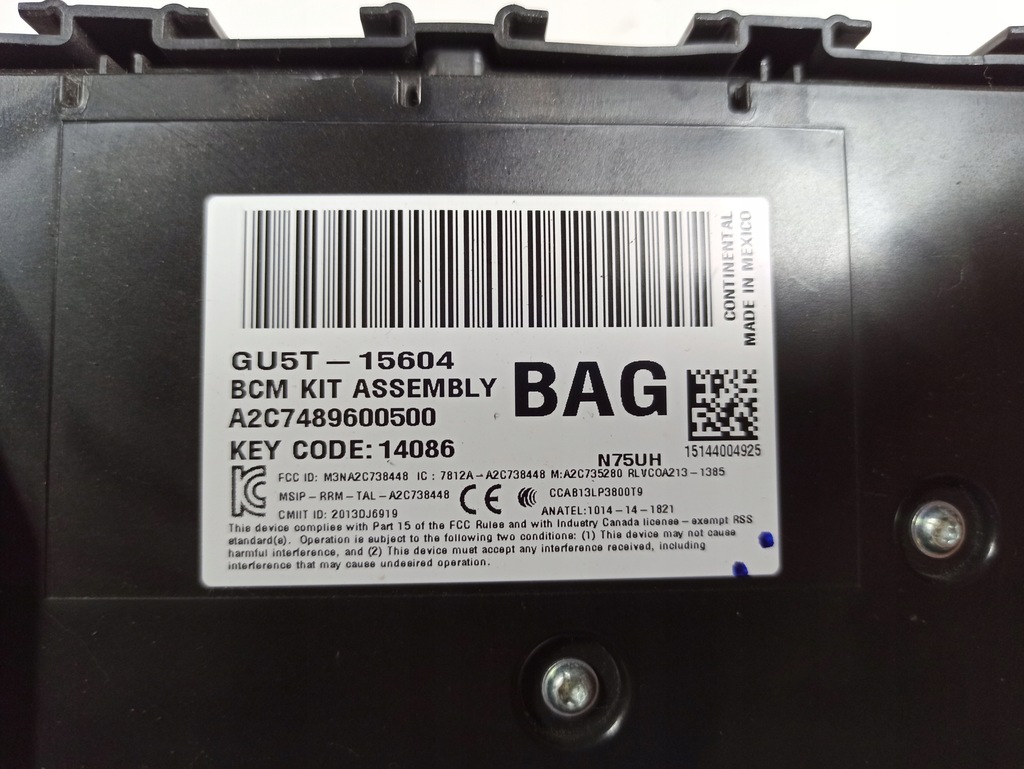 CONTINENTAL
MADE IN MEXICO
GU5T - 15604
BCM KIT ASSEMBLY
A2C7489600500
BAG
KEY CODE: 14086
N75UH
15144004925
FCC ID: M3NA2C738448 IC : 7812A-A2C738448 M:A2C735280 RLVCOA213-1385
MSIP-RRM-TAL-A2C738448
CE
CCAB13LP3800T9
CMIIT ID: 2013DJ6919
ANATEL:1014-14-1821
This device complies with Part 15 of the FCC Rules and with Industry Canada license-exempt RSS
standard(s). Operation is subject to the following two conditions: (1) This device may not cause
harmful interference, and (2) This device must accept any interference received, including
interference that may cause undesired operation.